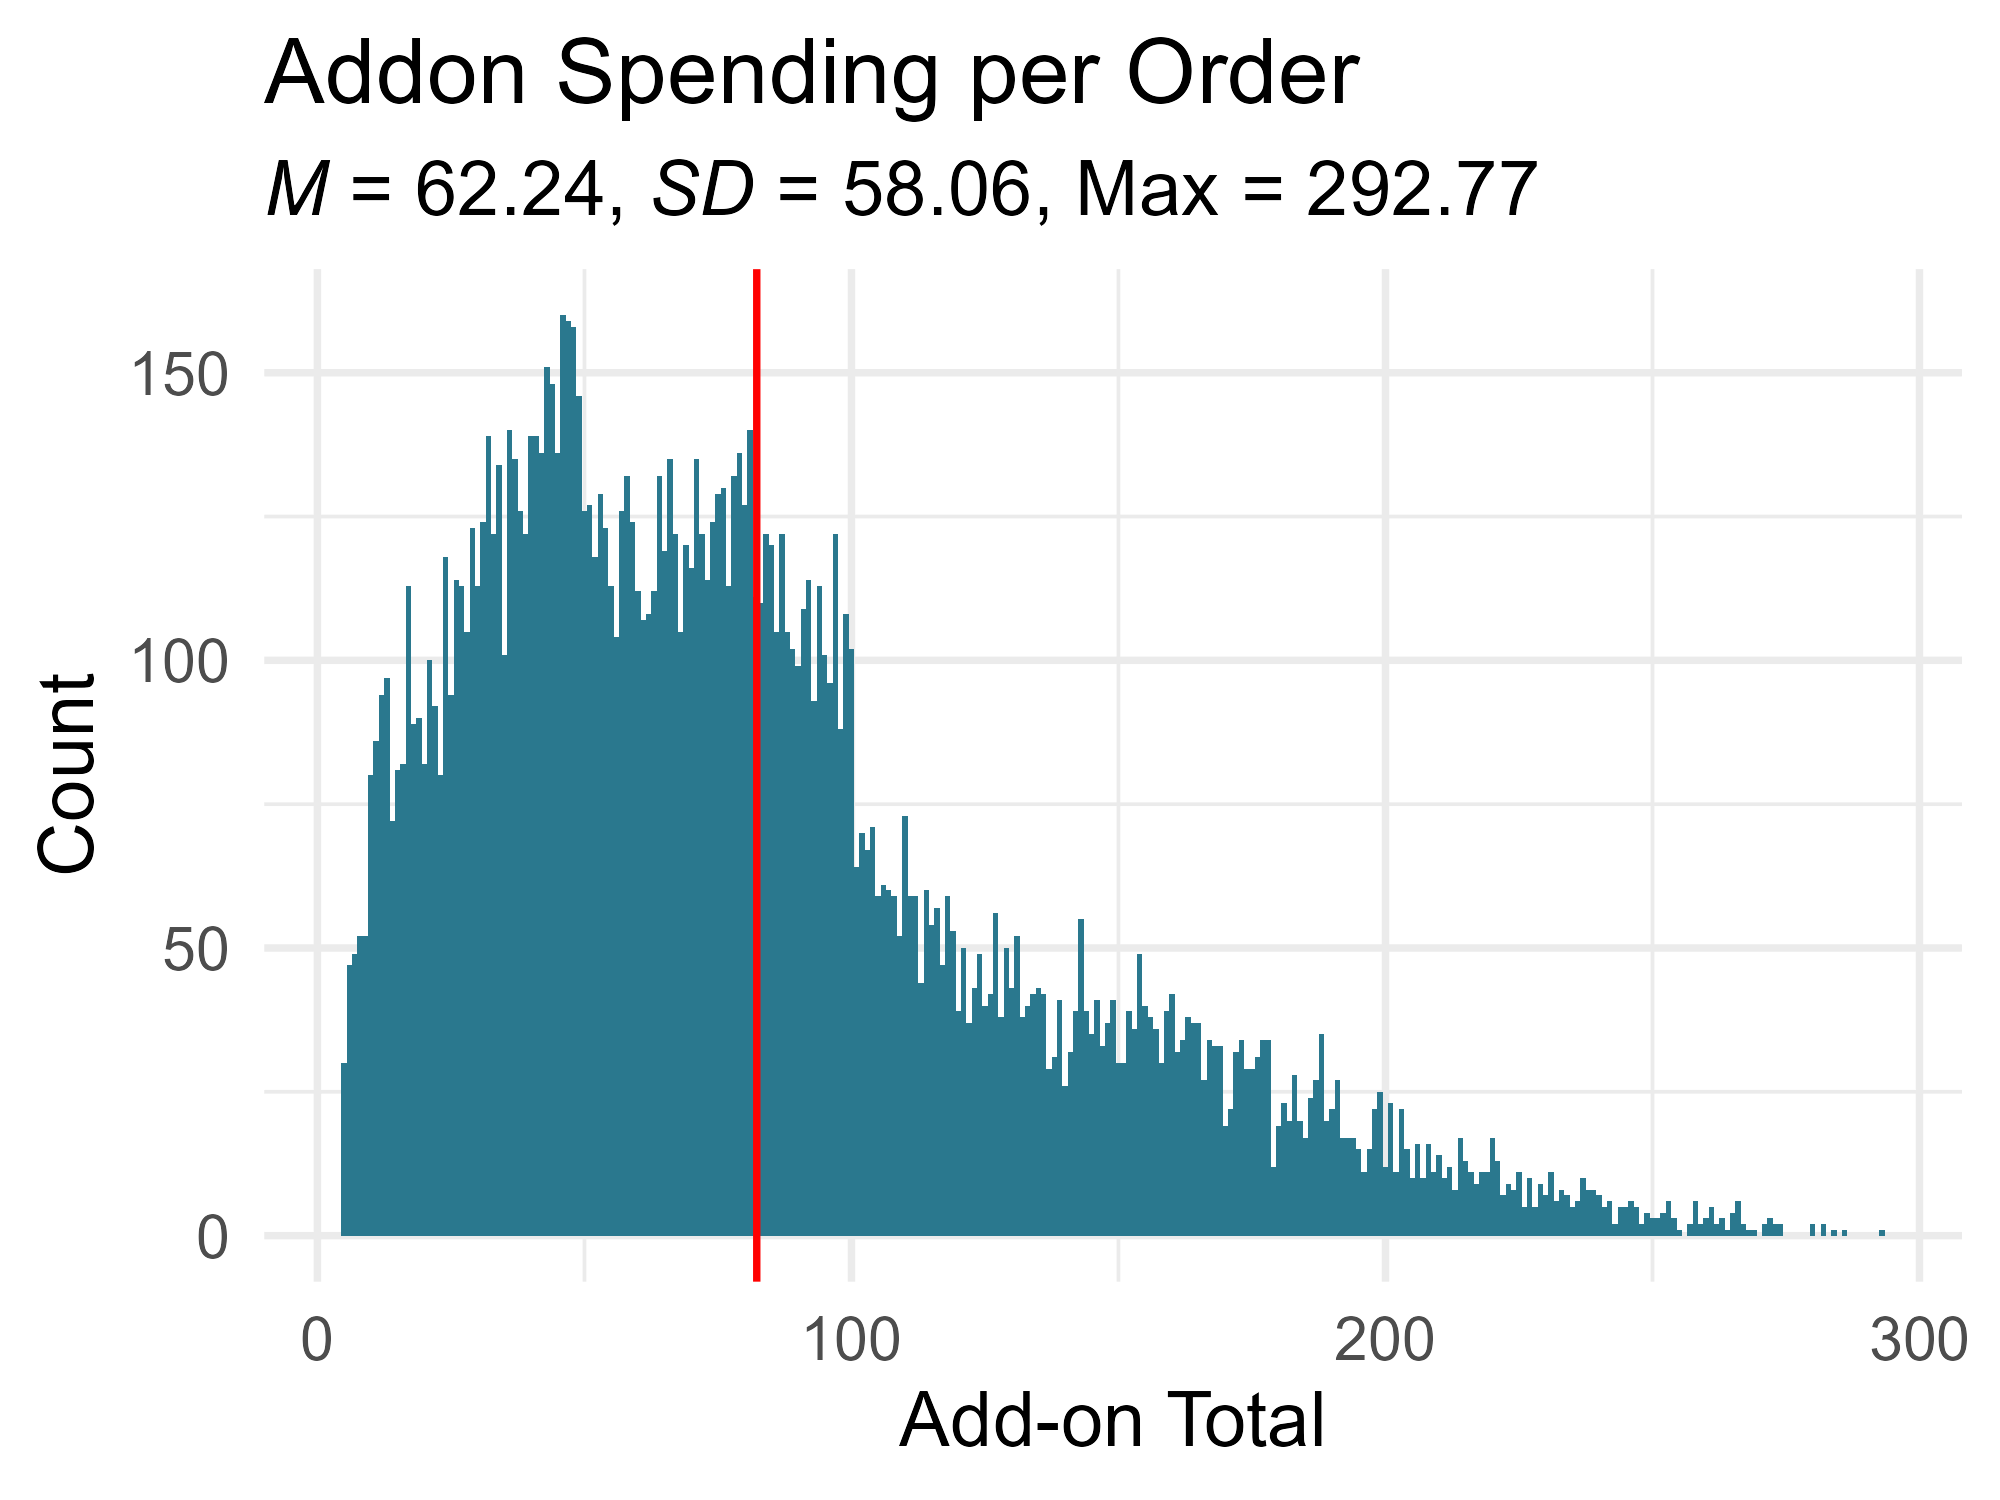 Addon Spending per Order
M = 62.24, SD = 58.06, Max = 292.77
Count
150
100
50
0
0 100 200 300
Add-on Total